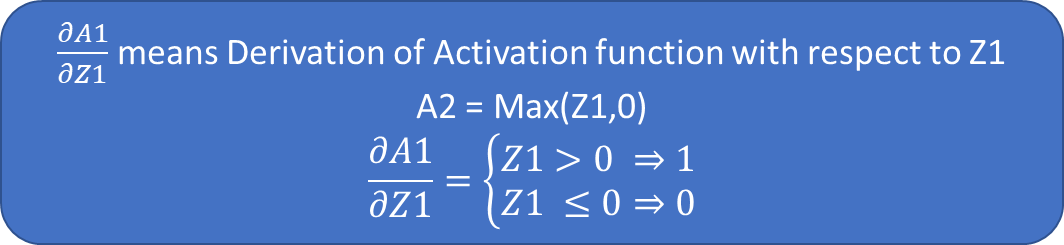 ∂A1/∂Z1 means Derivation of Activation function with respect to Z1
A2 = Max(Z1,0)
∂A1/∂Z1 = { Z1 > 0 ⇒ 1
Z1 ≤ 0 ⇒ 0